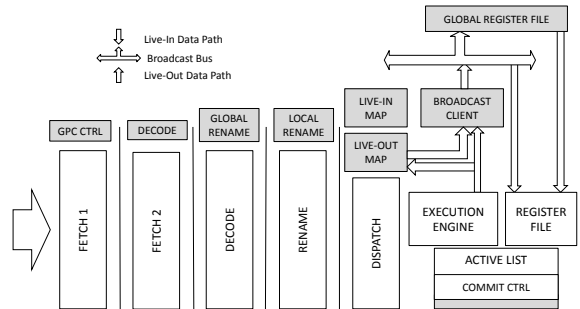 GLOBAL REGISTER FILE
Live-In Data Path
Broadcast Bus
Live-Out Data Path
GPC CTRL
DECODE
GLOBAL
RENAME
LOCAL
RENAME
LIVE-IN
MAP
BROADCAST
CLIENT
LIVE-OUT
MAP
FETCH 1
FETCH 2
DECODE
RENAME
DISPATCH
EXECUTION
ENGINE
REGISTER
FILE
ACTIVE LIST
COMMIT CTRL